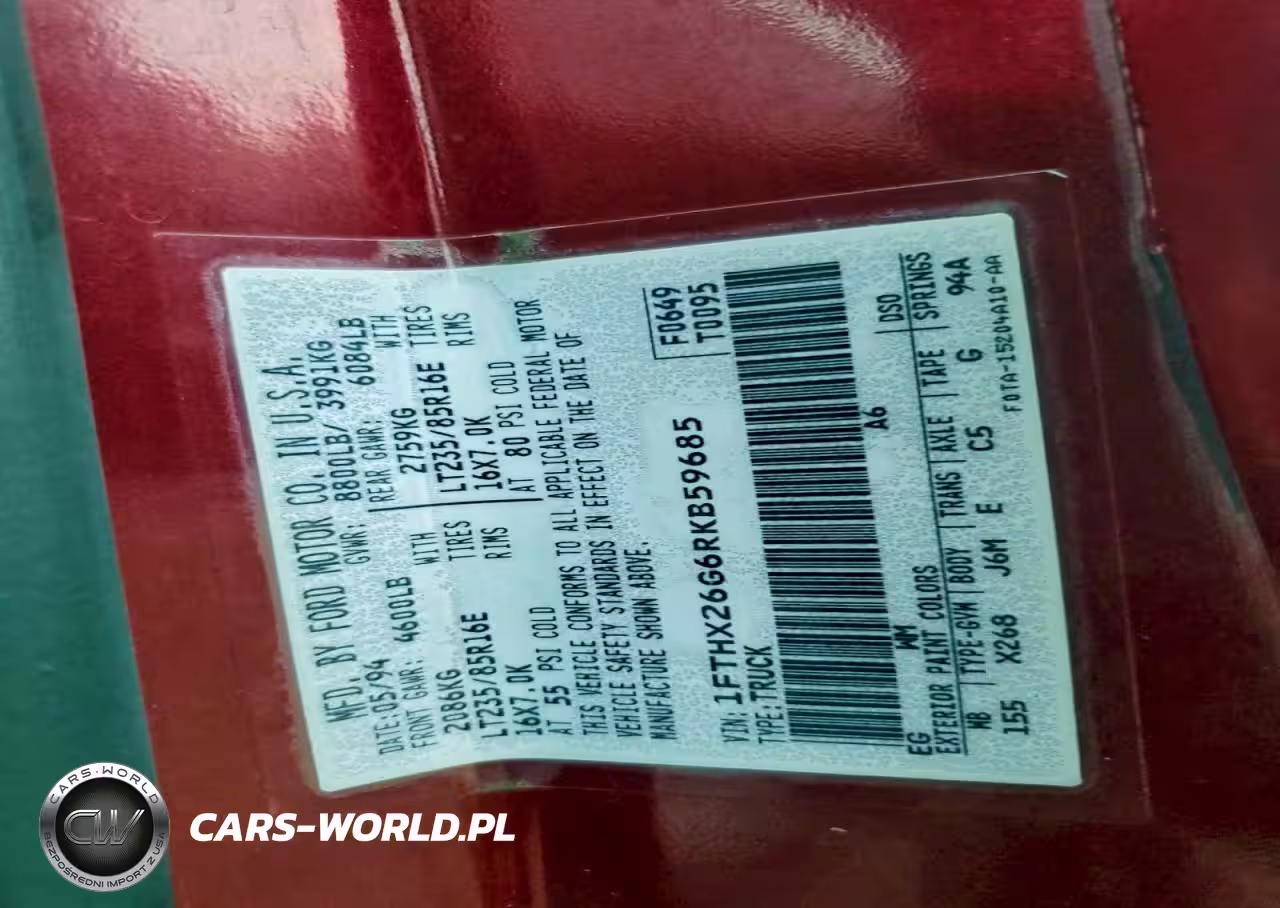 MFD. BY FORD MOTOR CO. IN U.S.A.
DATE: 05/94 GVWR: 8800LB/ 3991KG
FRONT GAWR: 4600LB REAR GAWR: 6084LB
2086KG WITH 2759KG WITH
LT235/85R16E TIRES LT235/85R16E TIRES
16X7.0K RIMS 16X7.0K RIMS
AT 55 PSI COLD AT 80 PSI COLD
THIS VEHICLE CONFORMS TO ALL APPLICABLE FEDERAL MOTOR
VEHICLE SAFETY STANDARDS IN EFFECT ON THE DATE OF
MANUFACTURE SHOWN ABOVE.
F0649
T0095
VIN: 1FTHX26G6RKB59685
TYPE: TRUCK
EG WM A6
EXTERIOR PAINT COLORS DSO
WB TYPE-GVW BODY TRANS AXLE TAPE SPRINGS
155 X268 J6M E C5 G 94A
F0TA-15204A10-AA
CARS-WORLD
CW
BEZPOŚREDNI IMPORT Z USA
CARS-WORLD.PL